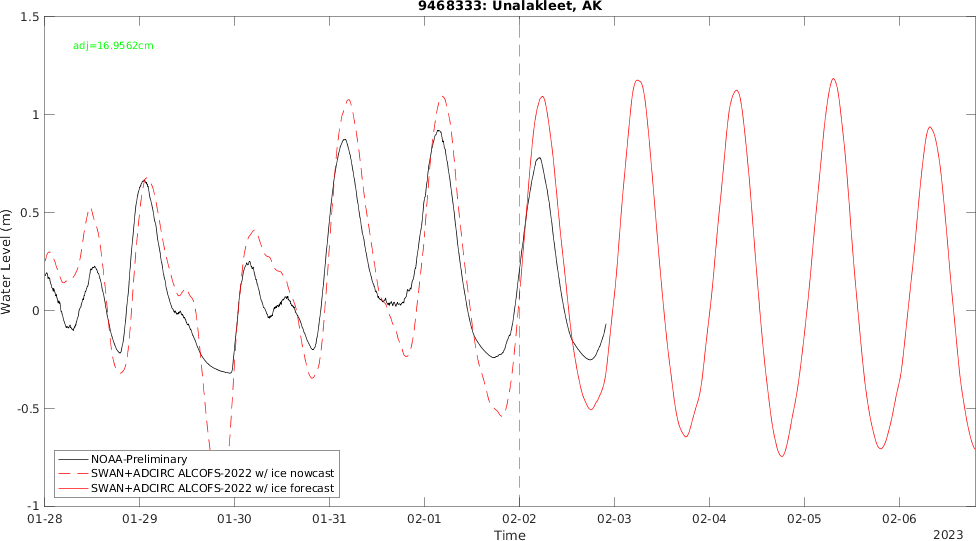 9468333: Unalakleet, AK
adj=16.9562cm
Water Level (m)
1.5
1
0.5
0
-0.5
-1
NOAA-Preliminary
SWAN+ADCIRC ALCOFS-2022 w/ ice nowcast
SWAN+ADCIRC ALCOFS-2022 w/ ice forecast
01-28 01-29 01-30 01-31 02-01 02-02 02-03 02-04 02-05 02-06
Time
2023